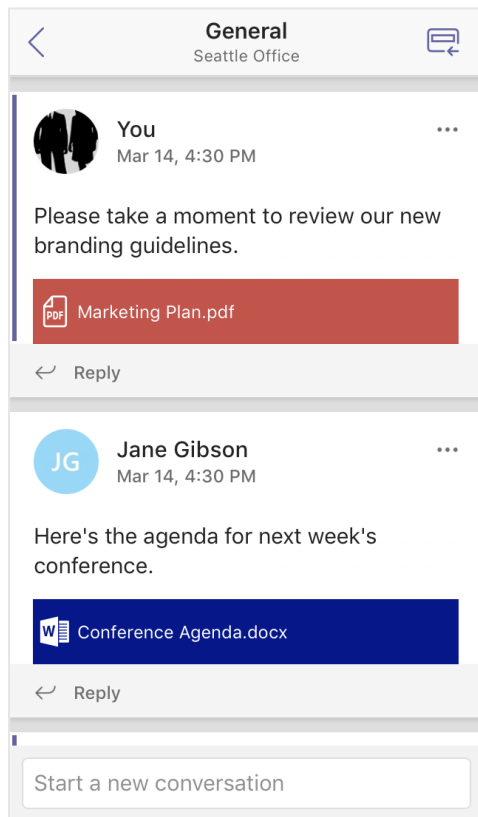 General
Seattle Office
You
Mar 14, 4:30 PM
Please take a moment to review our new
branding guidelines.
PDF
Marketing Plan.pdf
Reply
JG
Jane Gibson
Mar 14, 4:30 PM
Here's the agenda for next week's
conference.
W
Conference Agenda.docx
Reply
Start a new conversation